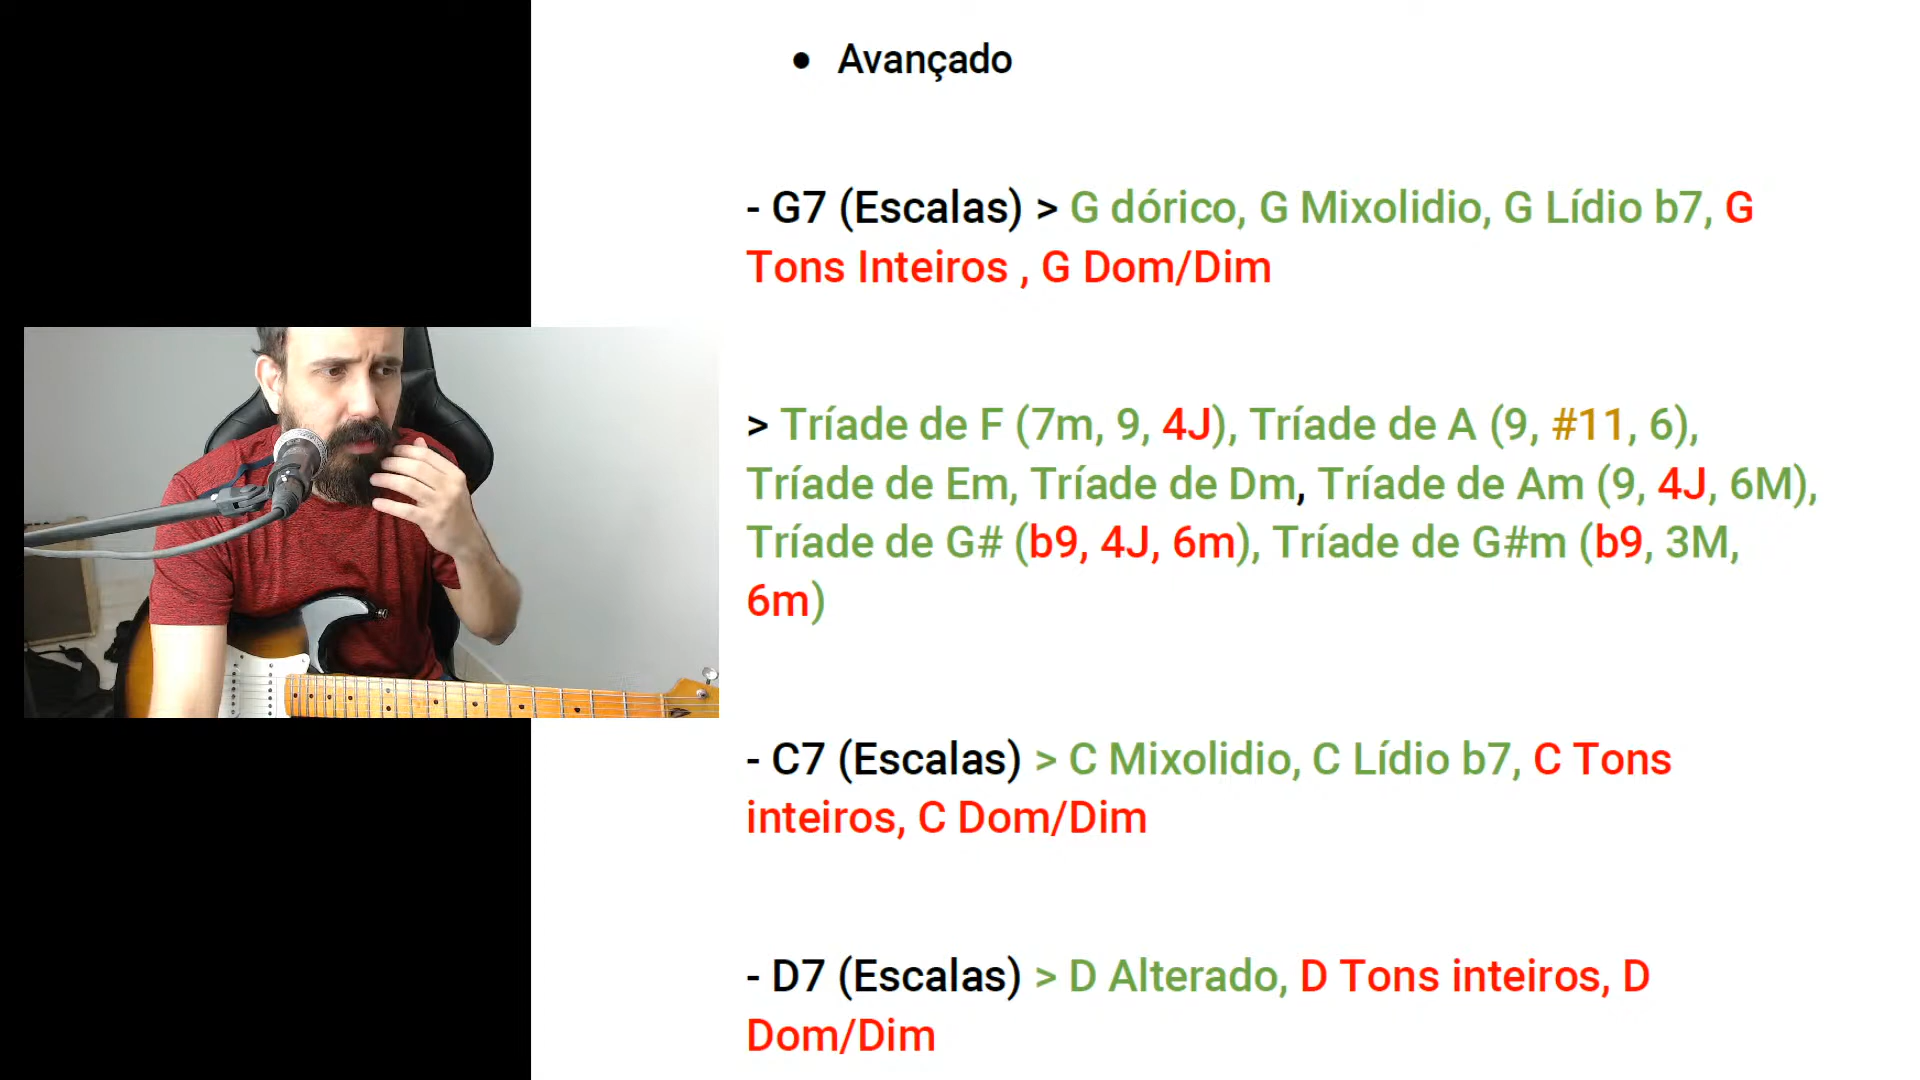 ● Avançado
- G7 (Escalas) > G dórico, G Mixolidio, G Lídio b7, G
Tons Inteiros , G Dom/Dim
> Tríade de F (7m, 9, 4J), Tríade de A (9, #11, 6),
Tríade de Em, Tríade de Dm, Tríade de Am (9, 4J, 6M),
Tríade de G# (b9, 4J, 6m), Tríade de G#m (b9, 3M,
6m)
- C7 (Escalas) > C Mixolidio, C Lídio b7, C Tons
inteiros, C Dom/Dim
- D7 (Escalas) > D Alterado, D Tons inteiros, D
Dom/Dim